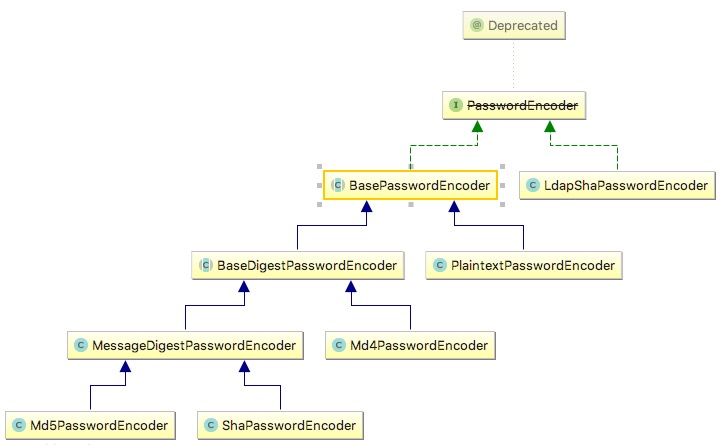 @ Deprecated
I PasswordEncoder
C BasePasswordEncoder
C LdapShaPasswordEncoder
C BaseDigestPasswordEncoder
C PlaintextPasswordEncoder
C MessageDigestPasswordEncoder
C Md4PasswordEncoder
C Md5PasswordEncoder
C ShaPasswordEncoder